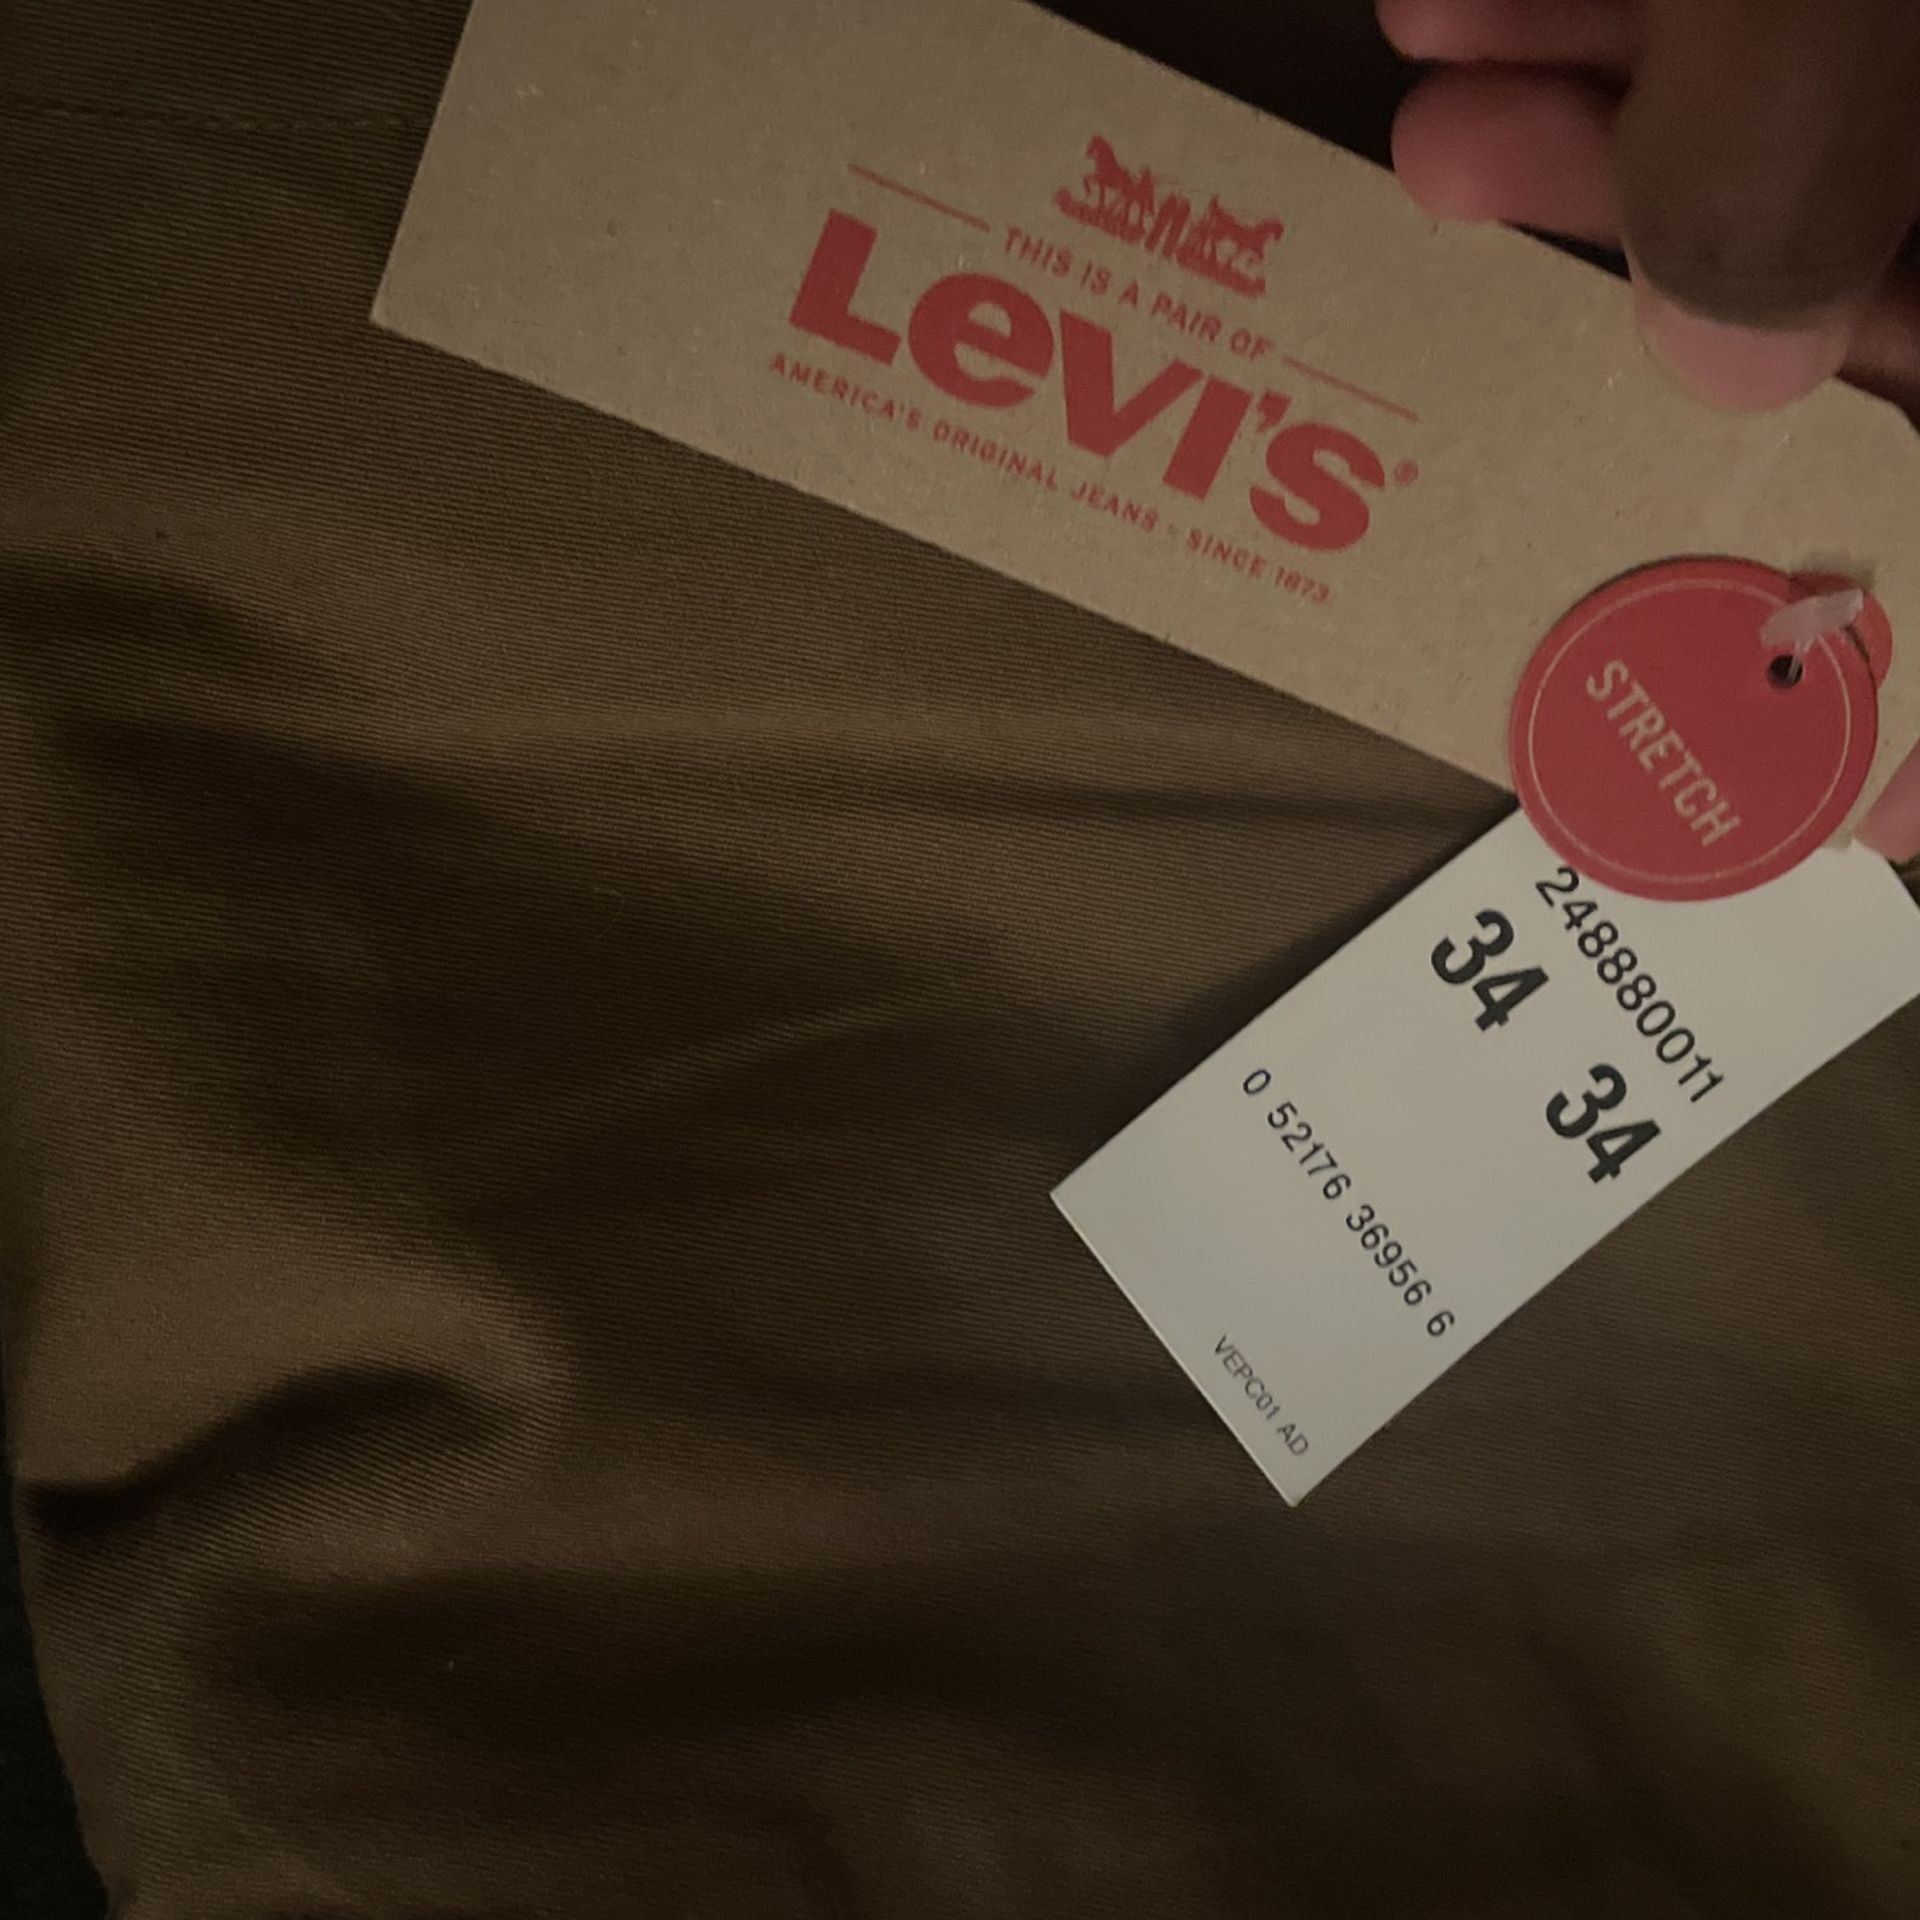 THIS IS A PAIR OF
Levi's®
AMERICA'S ORIGINAL JEANS - SINCE 1873
STRETCH
248880011
34 34
0 52176 36956 6
VEPC01 AD